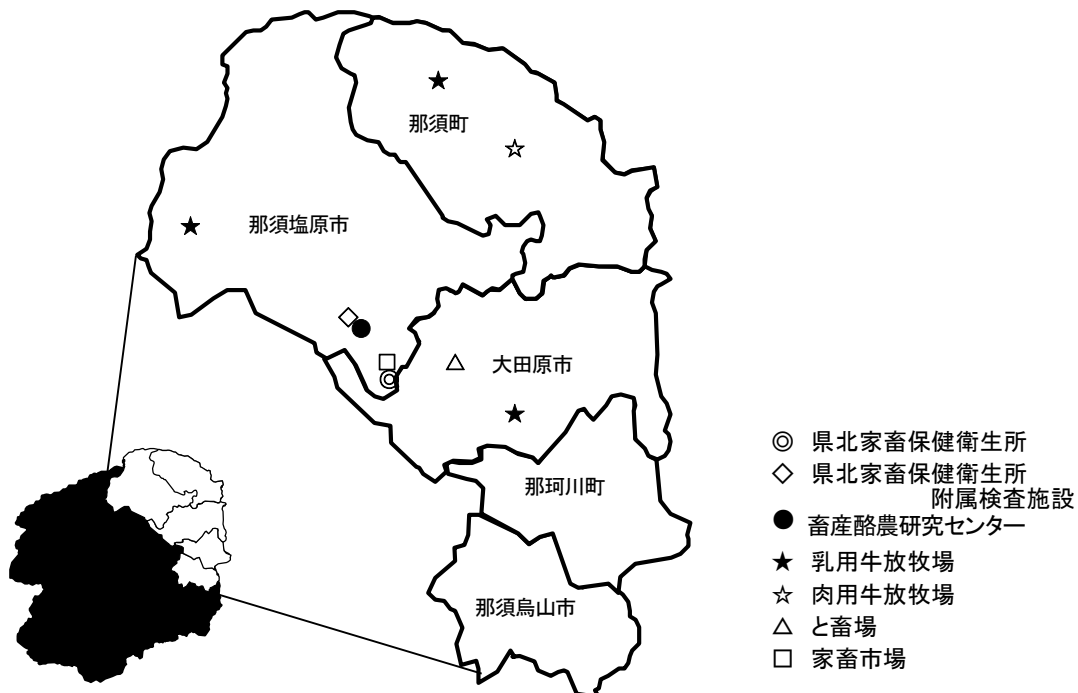 那須町
那須塩原市
大田原市
那珂川町
那須烏山市
◎ 県北家畜保健衛生所
◇ 県北家畜保健衛生所
附属検査施設
● 畜産酪農研究センター
★ 乳用牛放牧場
☆ 肉用牛放牧場
△ と畜場
□ 家畜市場